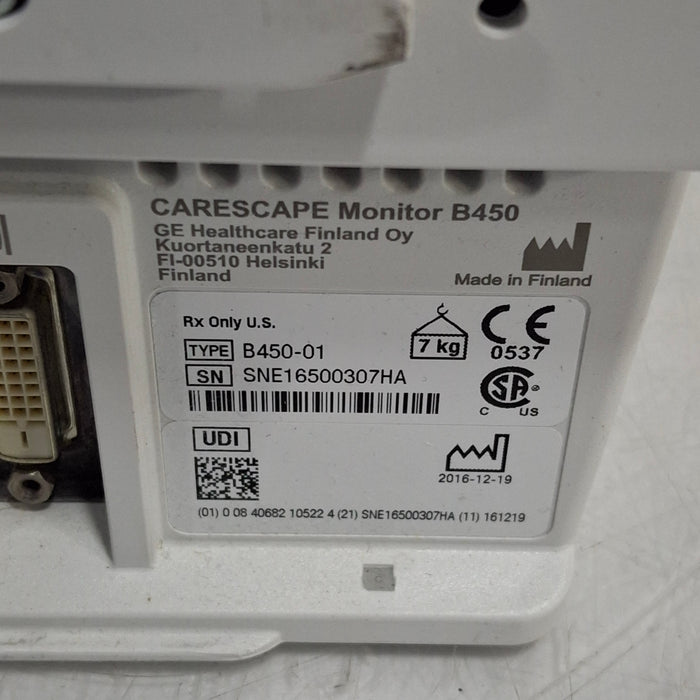 CARESCAPE Monitor B450
GE Healthcare Finland Oy
Kuortaneenkatu 2
FI-00510 Helsinki
Finland
Made in Finland
Rx Only U.S.
TYPE B450-01
SN SNE16500307HA
7 kg
CE
0537
CSA ®
C US
UDI
2016-12-19
(01) 0 08 40682 10522 4 (21) SNE16500307HA (11) 161219